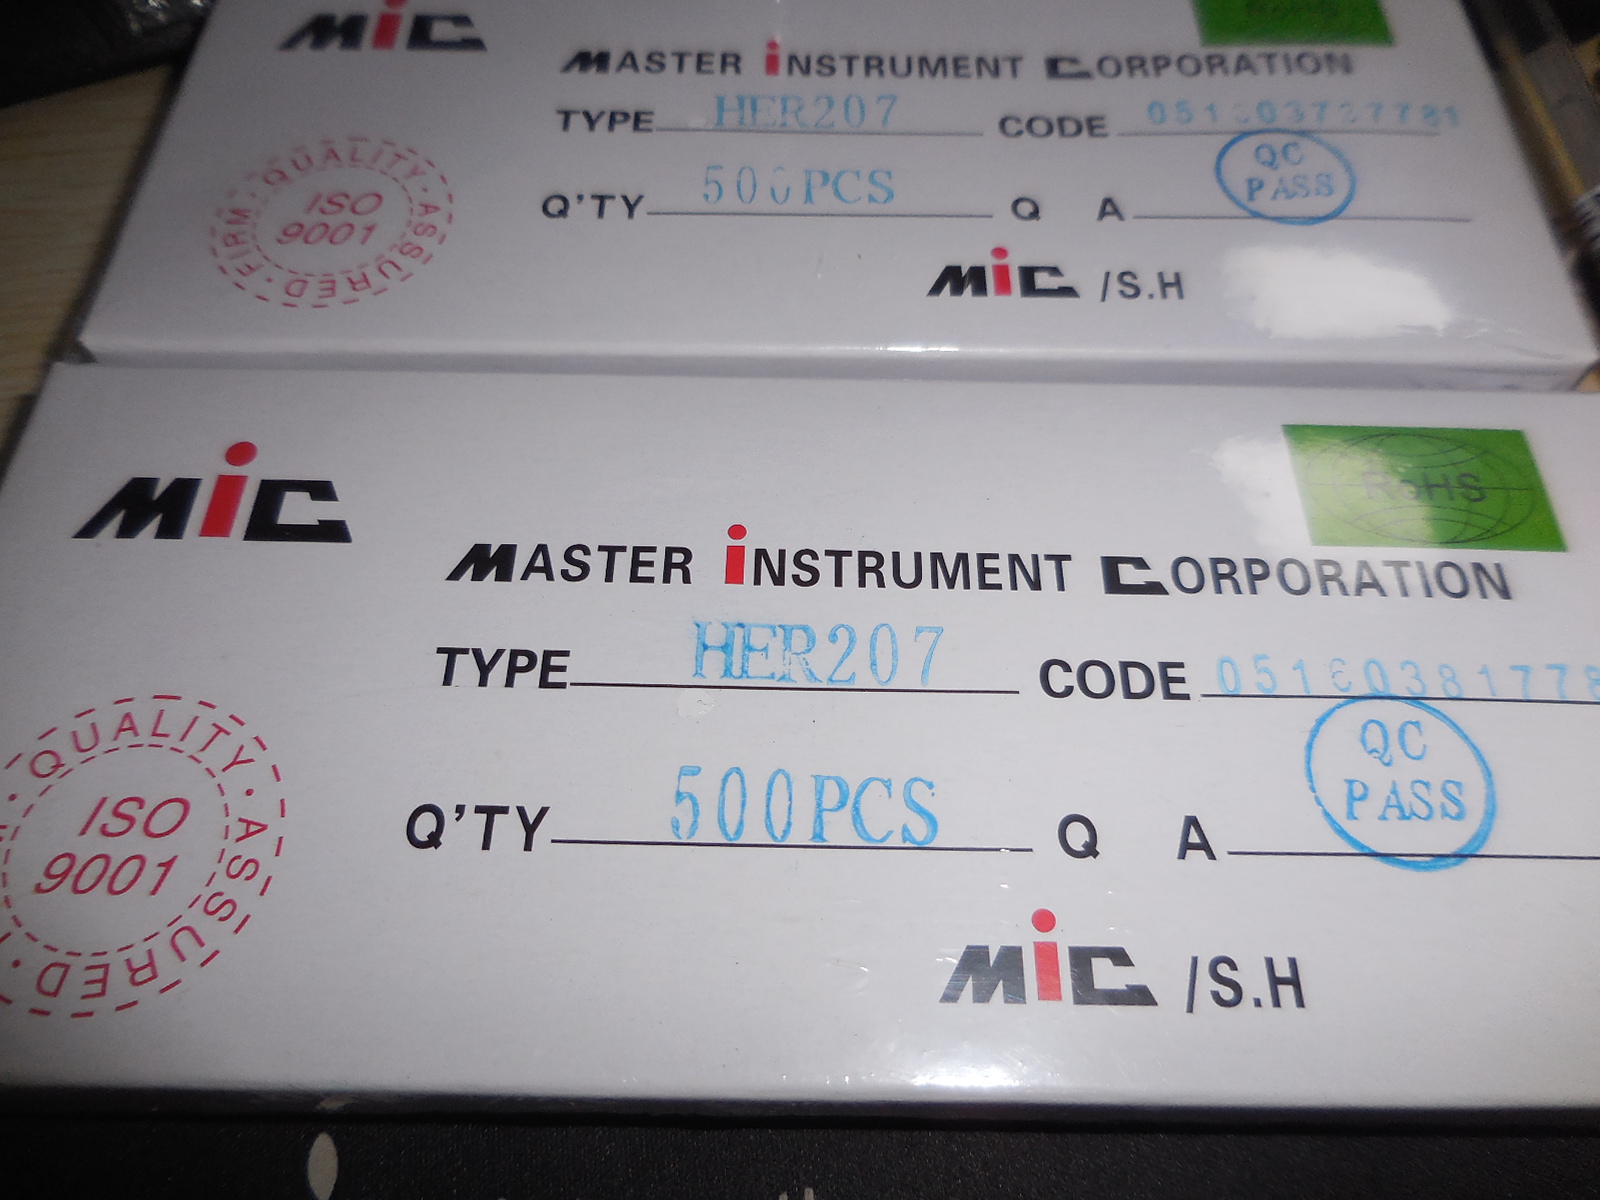 MiC
RoHS
MASTER iNSTRUMENT CORPORATION
TYPE HER207 CODE
Q'TY 500PCS Q A QC PASS
FIRM · QUALITY · ASSURED ·
ISO
9001
MiC /S.H
MiC
RoHS
MASTER iNSTRUMENT CORPORATION
TYPE HER207 CODE
Q'TY 500PCS Q A QC PASS
· QUALITY · ASSURED ·
ISO
9001
MiC /S.H